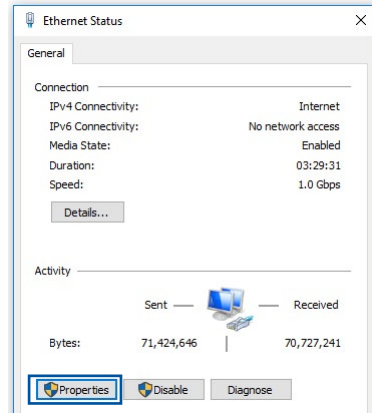 Ethernet Status
General
Connection
IPv4 Connectivity: Internet
IPv6 Connectivity: No network access
Media State: Enabled
Duration: 03:29:31
Speed: 1.0 Gbps
Details...
Activity
Sent Received
Bytes: 71,424,646 70,727,241
Properties Disable Diagnose